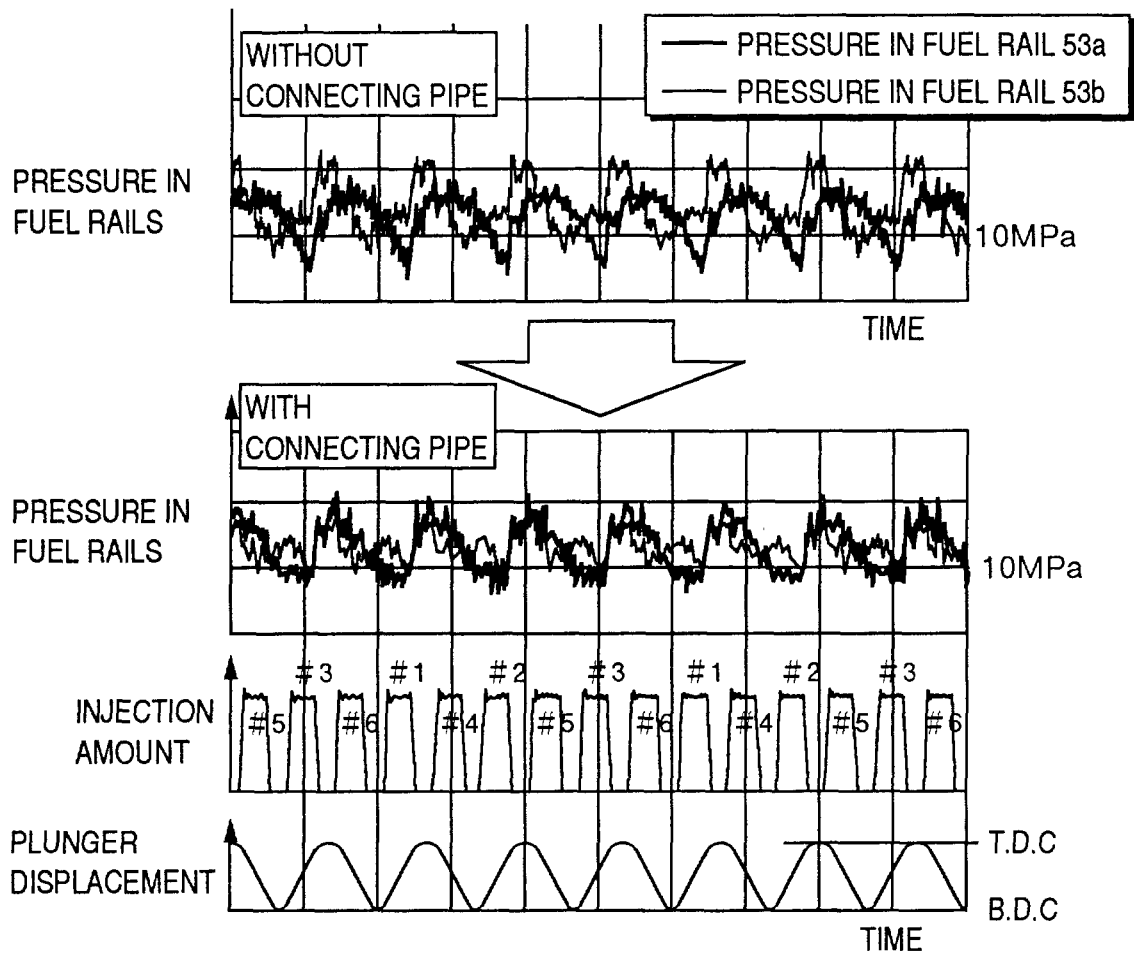 WITHOUT
CONNECTING PIPE
PRESSURE IN FUEL RAIL 53a
PRESSURE IN FUEL RAIL 53b
PRESSURE IN
FUEL RAILS
10MPa
TIME
WITH
CONNECTING PIPE
PRESSURE IN
FUEL RAILS
10MPa
#3 #1 #2 #3 #1 #2 #3
INJECTION
AMOUNT
#5 #6 #4 #5 #6 #4 #5 #6
PLUNGER
DISPLACEMENT
T.D.C
B.D.C
TIME